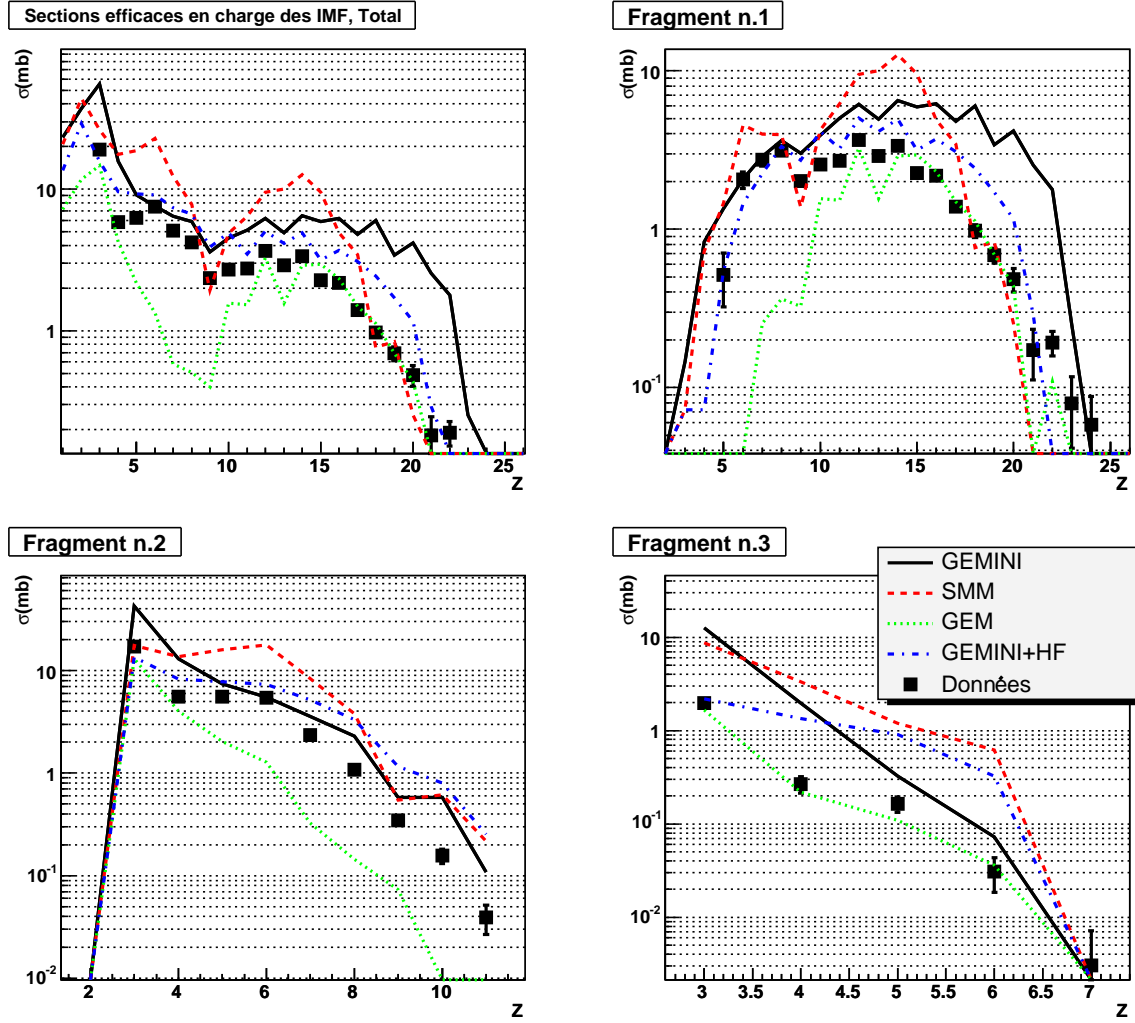 Sections efficaces en charge des IMF, Total
σ(mb)
10
1
5 10 15 20 25
Z
Fragment n.1
σ(mb)
10
1
10⁻¹
5 10 15 20 25
Z
Fragment n.2
σ(mb)
10
1
10⁻¹
10⁻²
2 4 6 8 10
Z
Fragment n.3
σ(mb)
10
1
10⁻¹
10⁻²
3 3.5 4 4.5 5 5.5 6 6.5 7
Z
GEMINI
SMM
GEM
GEMINI+HF
Données